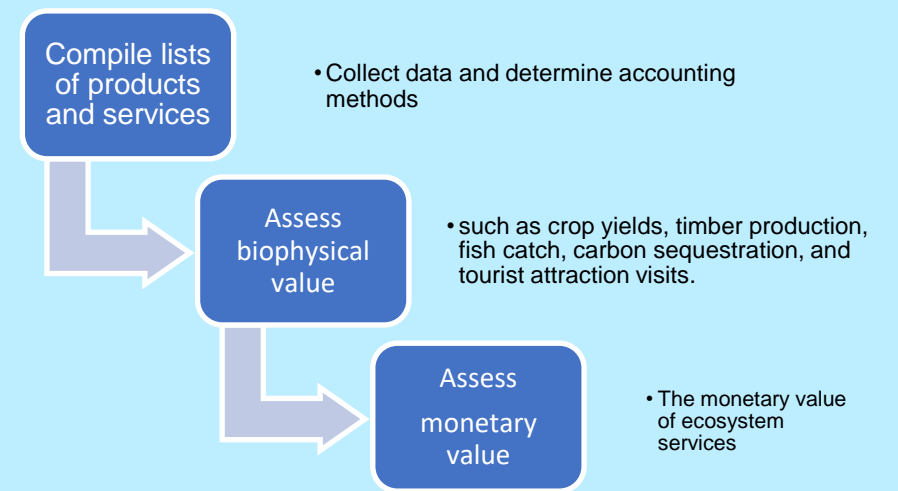 Compile lists
of products
and services
• Collect data and determine accounting
methods
Assess
biophysical
value
• such as crop yields, timber production,
fish catch, carbon sequestration, and
tourist attraction visits.
Assess
monetary
value
• The monetary value
of ecosystem
services